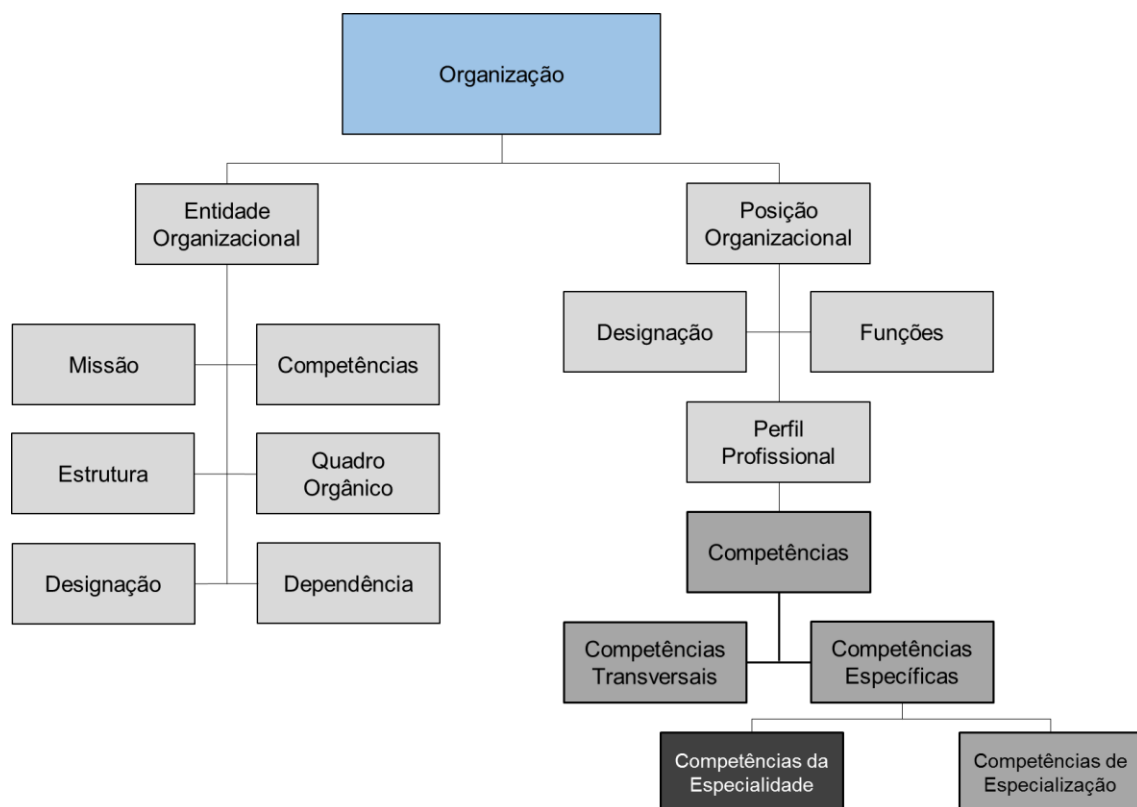 Organização
Entidade
Organizacional
Posição
Organizacional
Missão
Competências
Designação
Funções
Estrutura
Quadro
Orgânico
Perfil
Profissional
Designação
Dependência
Competências
Competências
Transversais
Competências
Específicas
Competências da
Especialidade
Competências de
Especialização